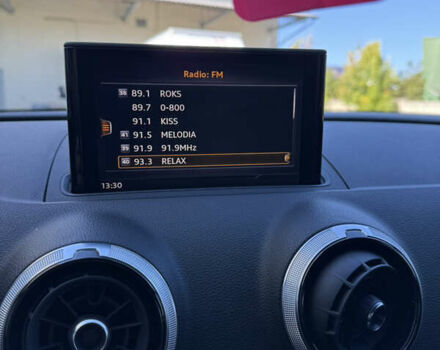 Radio: FM
35 89.1 ROKS
89.7 0-800
91.1 KISS
41 91.5 MELODIA
39 91.9 91.9MHz
40 93.3 RELAX
13:30